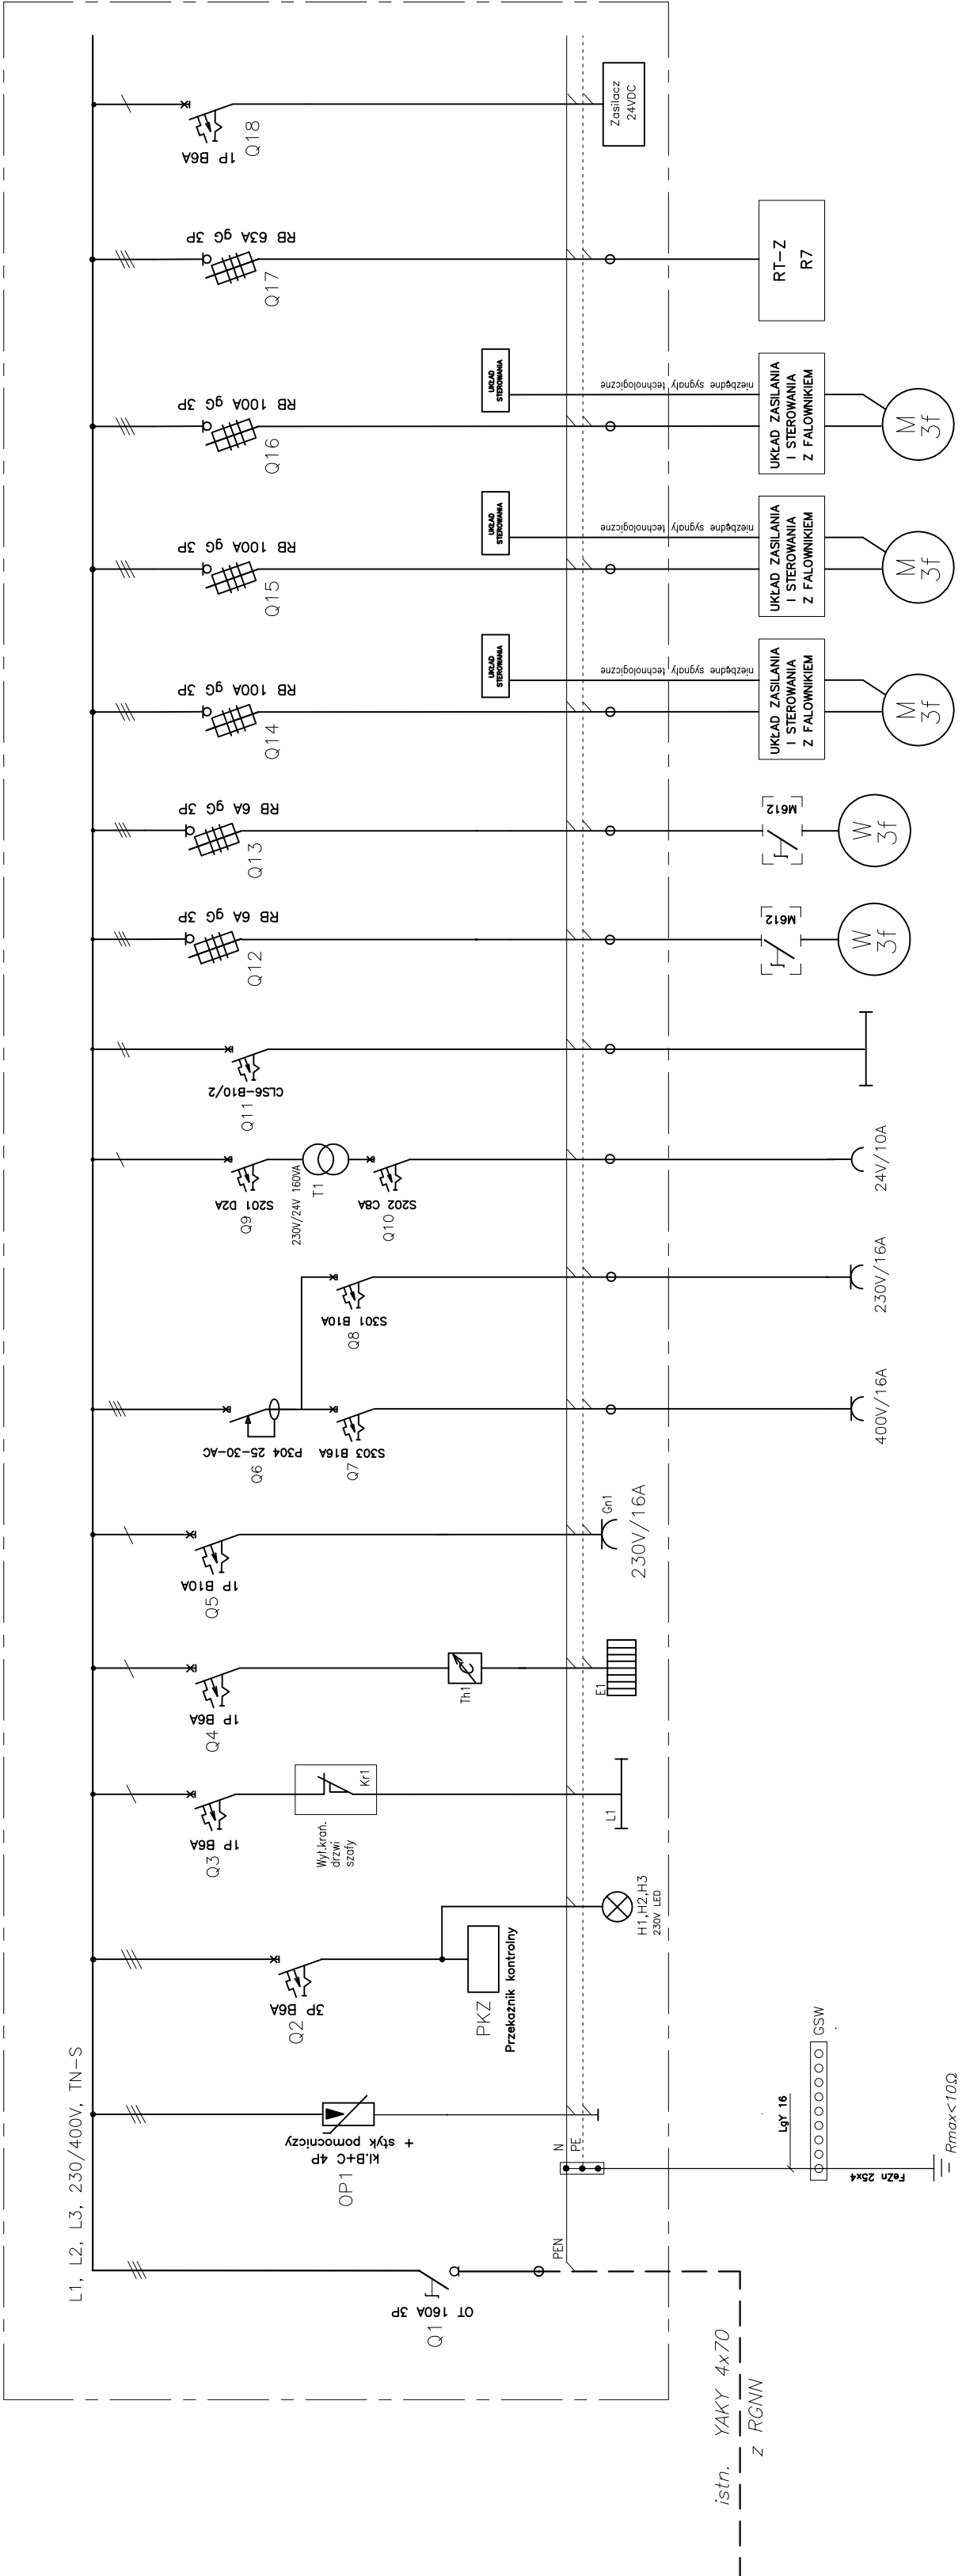 L1, L2, L3, 230/400V, TN-S
istn. YAKY 4x70
z RGNN
Q1
OT 160A 3P
PEN
N
PE
OP1
kl.B+C 4P
+ styk pomocniczy
LgY 16
GSW
FeZn 25x4
Rmax<10Ω
Q2
3P B6A
PKZ
Przekaźnik kontrolny
H1,H2,H3
230V LED
Q3
1P B6A
Wył.krań.
drzwi
szafy
Kr1
L1
Q4
1P B6A
Th1
E1
Q5
1P B10A
Gn1
230V/16A
Q6
P304 25-30-AC
Q7
S303 B16A
400V/16A
Q8
S301 B10A
230V/16A
Q9
S201 D2A
230V/24V 160VA
T1
Q10
S202 C8A
24V/10A
Q11
CLS6-B10/2
Q12
RB 6A gG 3P
M612
W
3f
Q13
RB 6A gG 3P
M612
W
3f
Q14
RB 100A gG 3P
UKŁAD
STEROWANIA
niezbędne sygnały technologiczne
UKŁAD ZASILANIA
I STEROWANIA
Z FALOWNIKIEM
M
3f
Q15
RB 100A gG 3P
UKŁAD
STEROWANIA
niezbędne sygnały technologiczne
UKŁAD ZASILANIA
I STEROWANIA
Z FALOWNIKIEM
M
3f
Q16
RB 100A gG 3P
UKŁAD
STEROWANIA
niezbędne sygnały technologiczne
UKŁAD ZASILANIA
I STEROWANIA
Z FALOWNIKIEM
M
3f
Q17
RB 63A gG 3P
RT-Z
R7
Q18
1P B6A
Zasilacz
24VDC